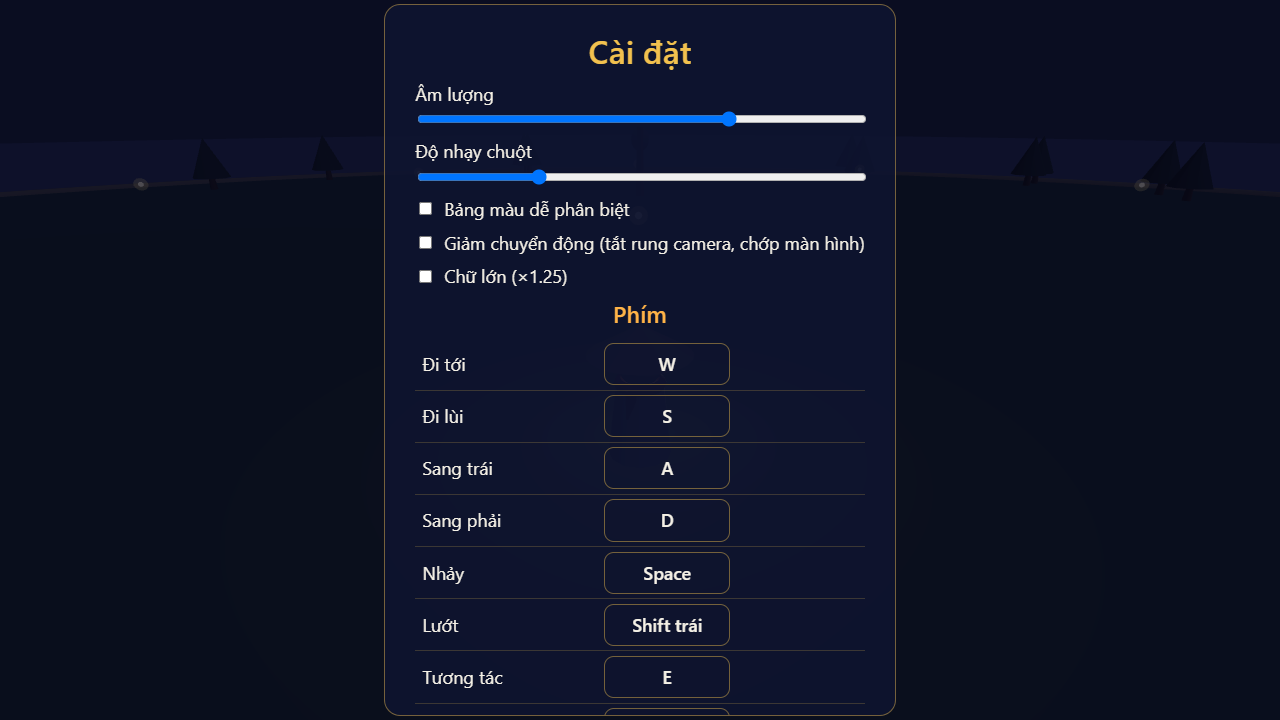 Cài đặt
Âm lượng
Độ nhạy chuột
Bảng màu dễ phân biệt
Giảm chuyển động (tắt rung camera, chớp màn hình)
Chữ lớn (×1.25)
Phím
Đi tới W
Đi lùi S
Sang trái A
Sang phải D
Nhảy Space
Lướt Shift trái
Tương tác E